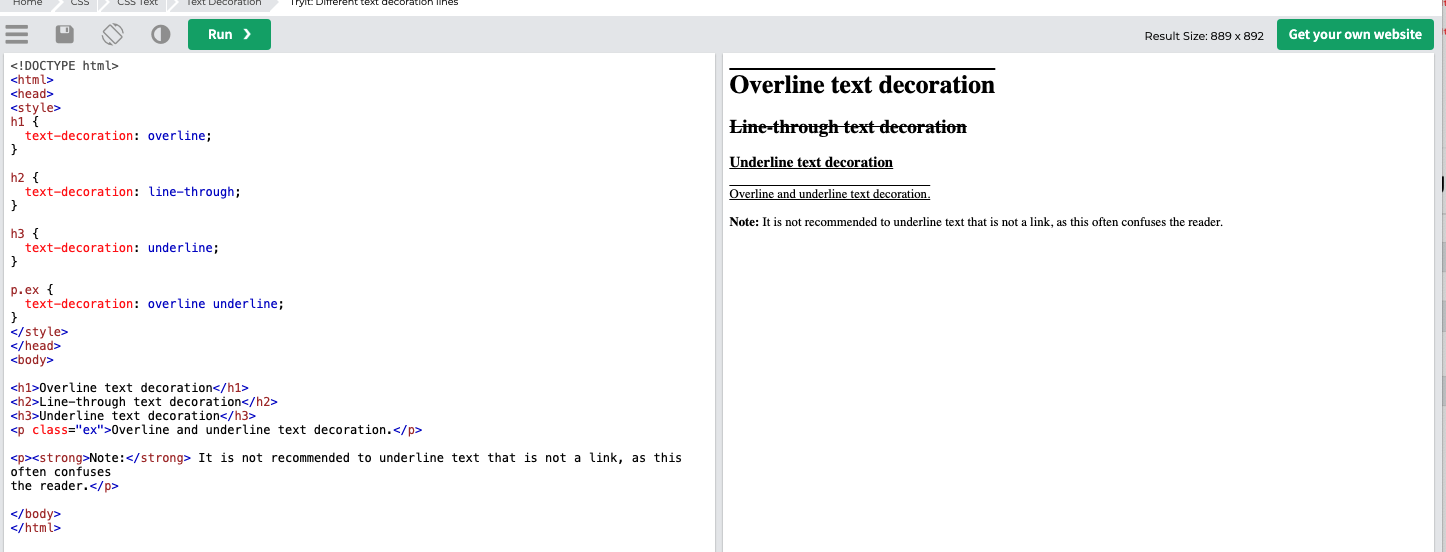 Home CSS CSS Text Text Decoration Tryit: Different text decoration lines
Run ❯ Result Size: 889 x 892 Get your own website
<!DOCTYPE html>
<html>
<head>
<style>
h1 {
  text-decoration: overline;
}

h2 {
  text-decoration: line-through;
}

h3 {
  text-decoration: underline;
}

p.ex {
  text-decoration: overline underline;
}
</style>
</head>
<body>

<h1>Overline text decoration</h1>
<h2>Line-through text decoration</h2>
<h3>Underline text decoration</h3>
<p class="ex">Overline and underline text decoration.</p>

<p><strong>Note:</strong> It is not recommended to underline text that is not a link, as this
often confuses
the reader.</p>

</body>
</html>
Overline text decoration
Line-through text decoration
Underline text decoration
Overline and underline text decoration.
Note: It is not recommended to underline text that is not a link, as this often confuses the reader.